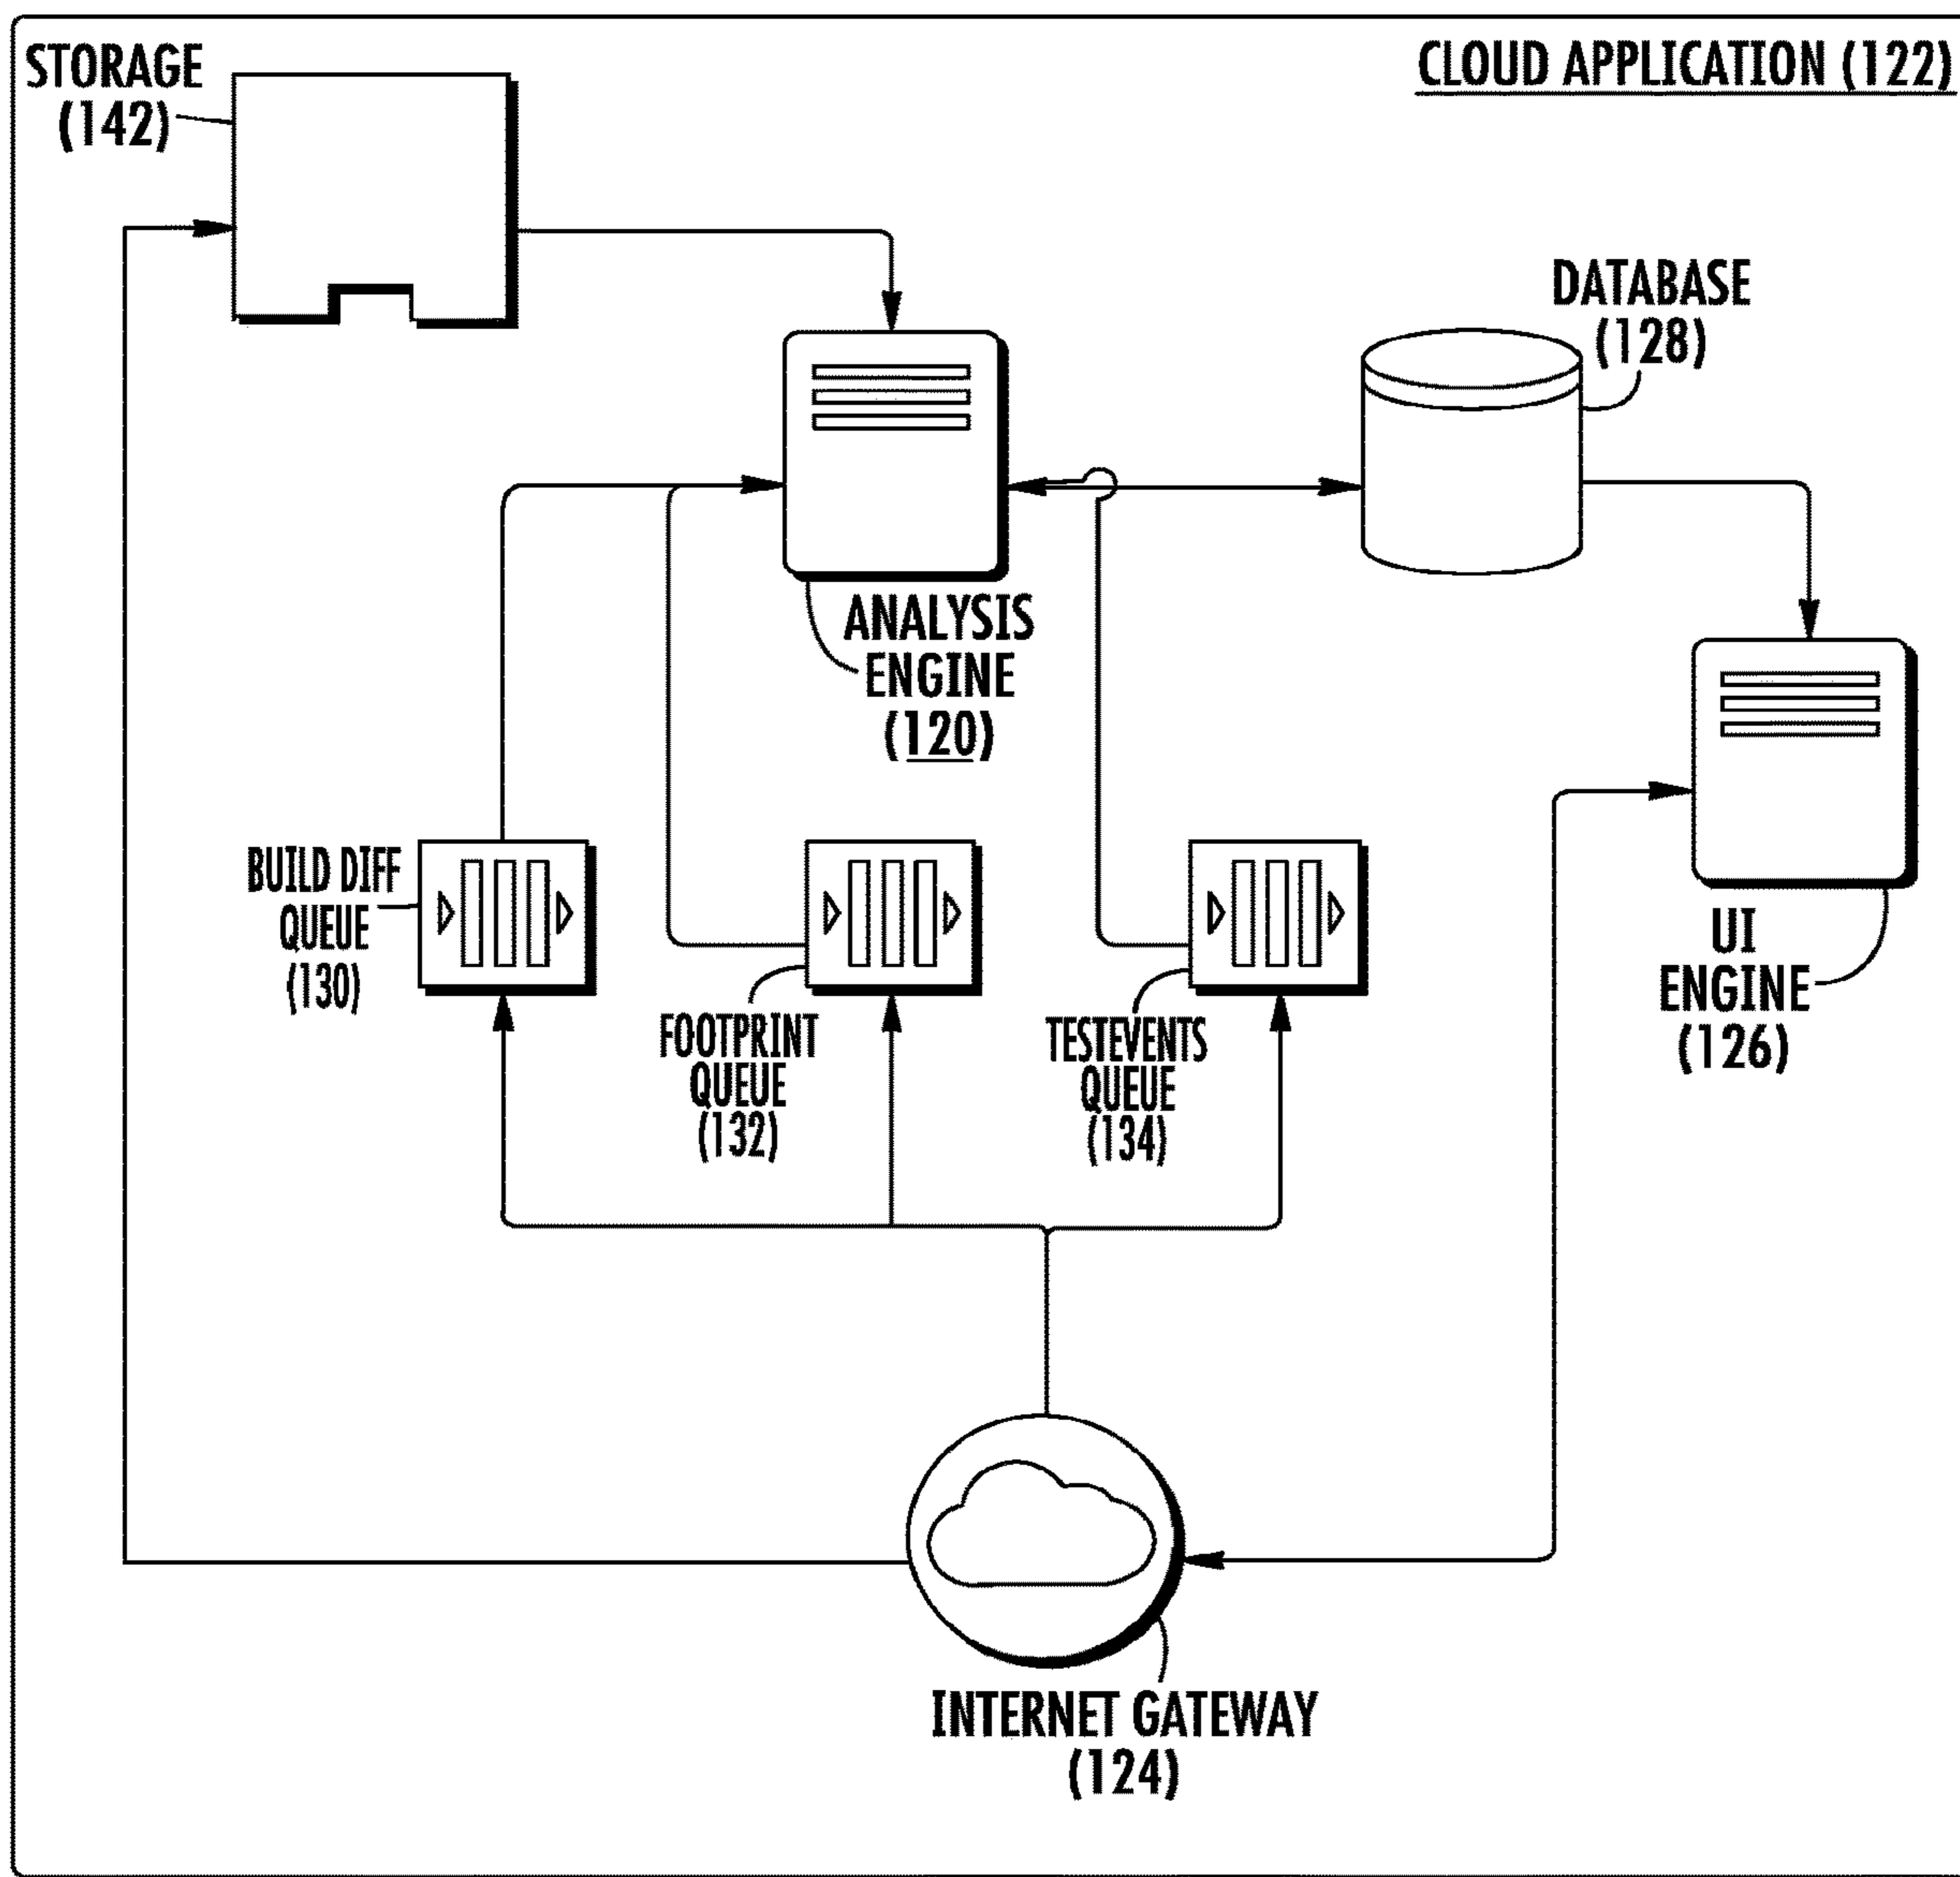 STORAGE
(142)
CLOUD APPLICATION (122)
DATABASE
(128)
ANALYSIS
ENGINE
(120)
BUILD DIFF
QUEUE
(130)
FOOTPRINT
QUEUE
(132)
TESTEVENTS
QUEUE
(134)
UI
ENGINE
(126)
INTERNET GATEWAY
(124)